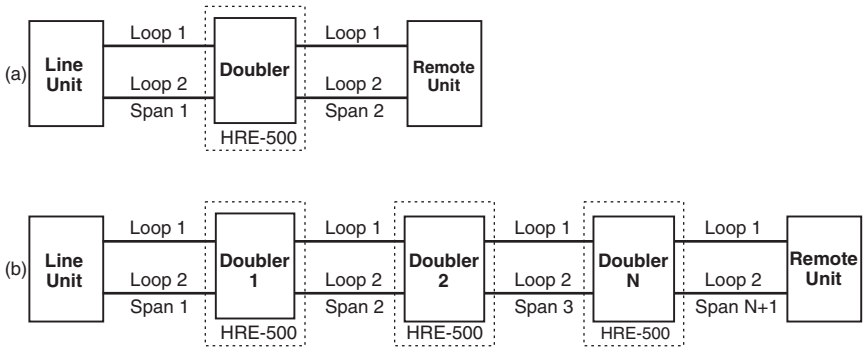 (a)
Line Unit
Loop 1
Loop 2
Span 1
Doubler
HRE-500
Loop 1
Loop 2
Span 2
Remote Unit
(b)
Line Unit
Loop 1
Loop 2
Span 1
Doubler 1
HRE-500
Loop 1
Loop 2
Span 2
Doubler 2
HRE-500
Loop 1
Loop 2
Span 3
Doubler N
HRE-500
Loop 1
Loop 2
Span N+1
Remote Unit